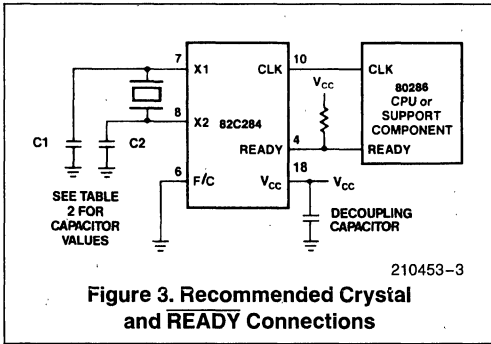 7
X1
CLK
10
CLK
VCC
80286
CPU or
SUPPORT
COMPONENT
8
X2
82C284
C1
C2
READY
4
READY
6
F/C
VCC
18
VCC
SEE TABLE
2 FOR
CAPACITOR
VALUES
DECOUPLING
CAPACITOR
210453-3
Figure 3. Recommended Crystal
and READY Connections